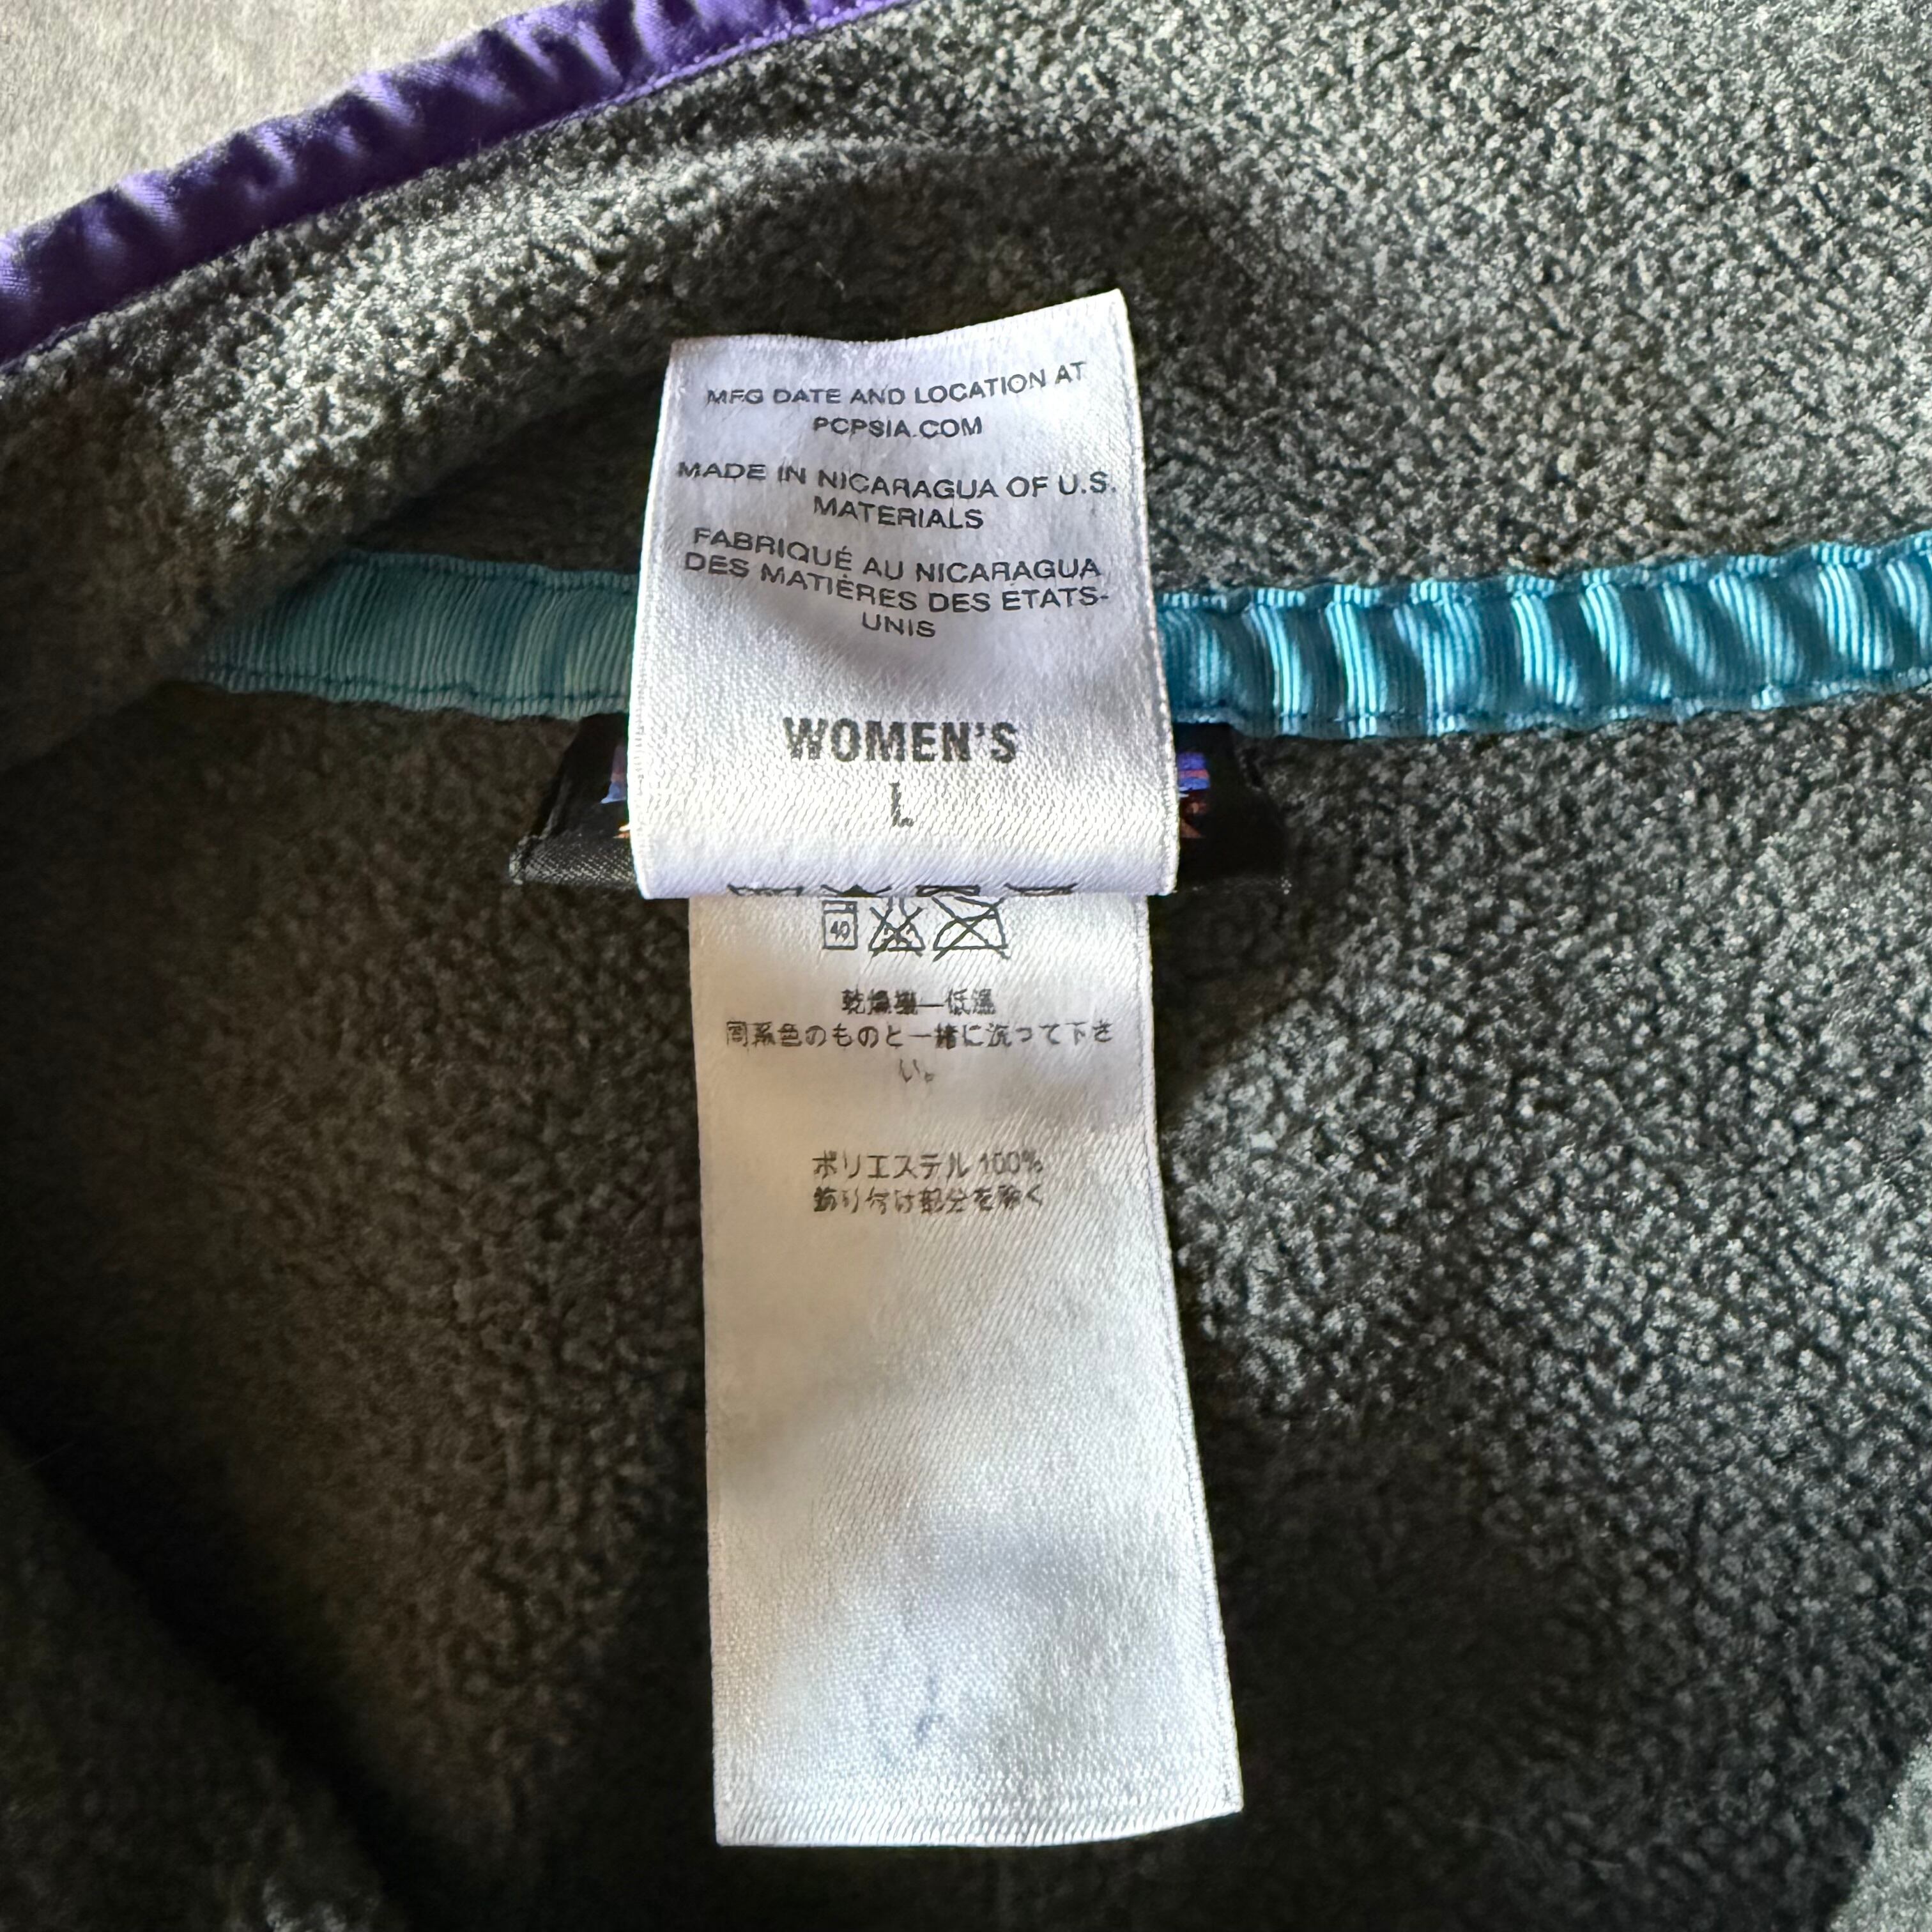 MFG DATE AND LOCATION AT
PCPSIA.COM
MADE IN NICARAGUA OF U.S.
MATERIALS
FABRIQUÉ AU NICARAGUA
DES MATIÈRES DES ETATS-
UNIS
WOMEN'S
L
40
乾燥機—低温
同系色のものと一緒に洗って下さ
い。
ポリエステル 100%
飾り付け部分を除く